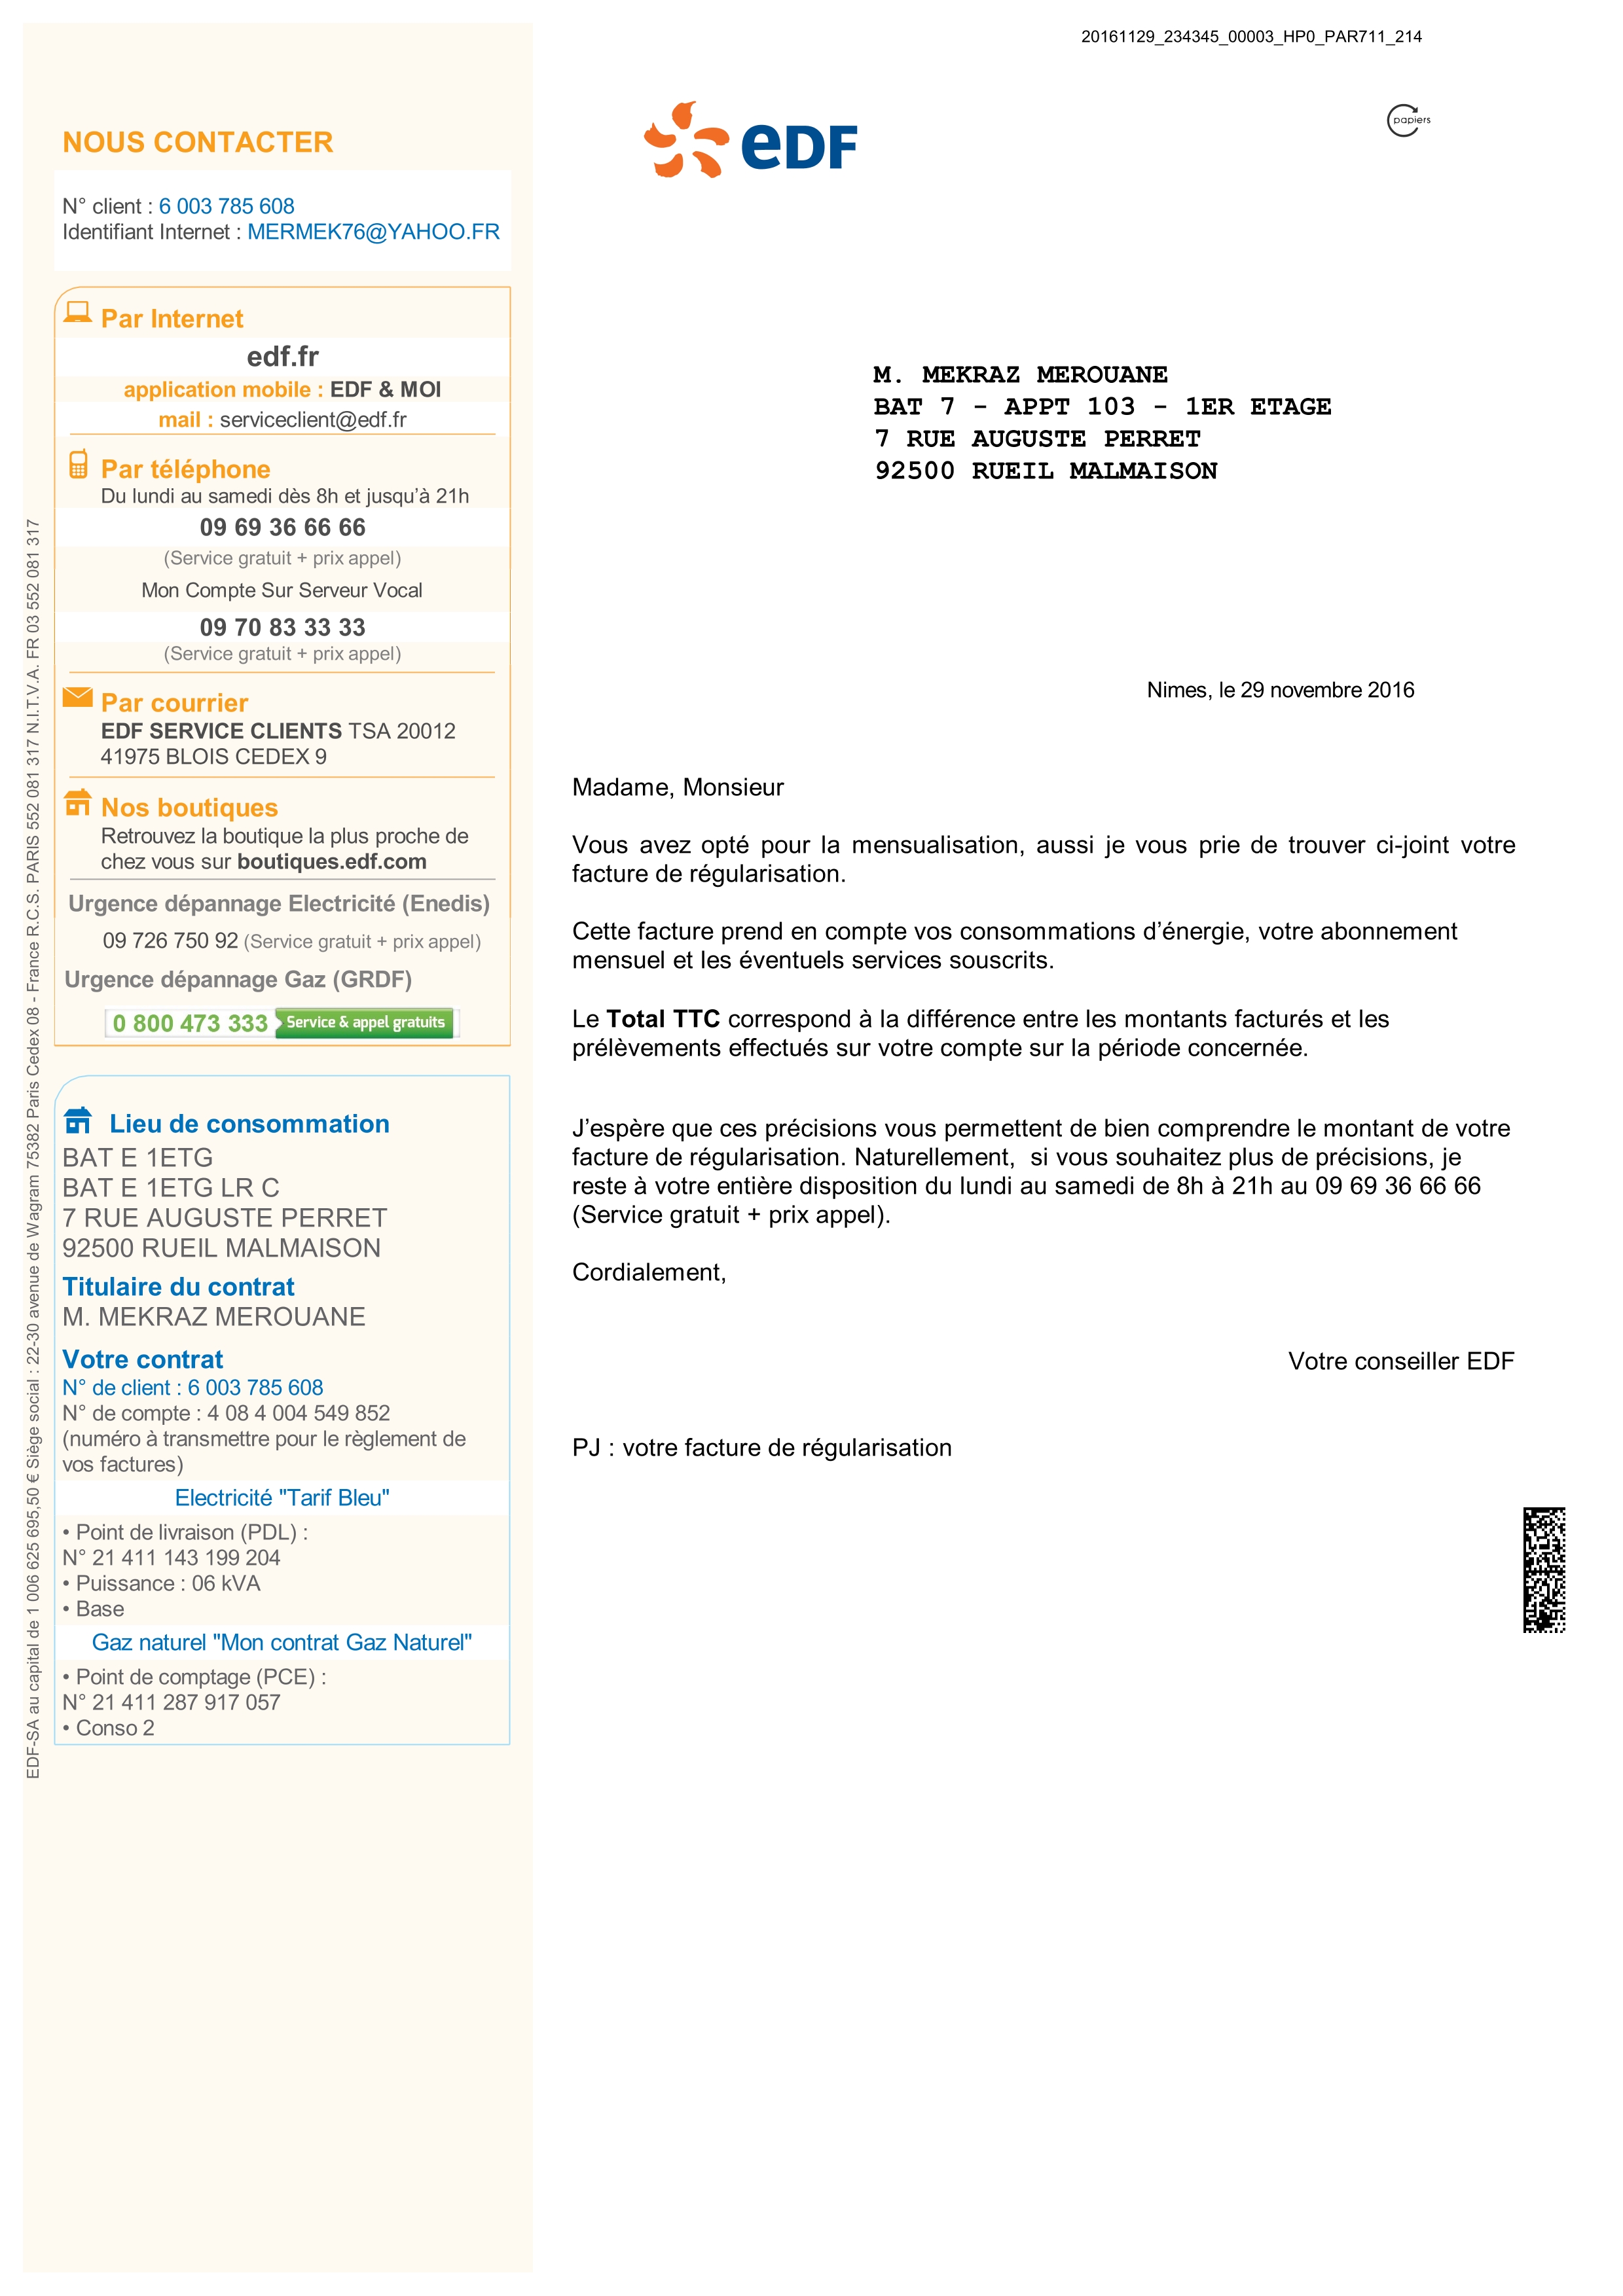 20161129_234345_00003_HP0_PAR711_214
NOUS CONTACTER
N° client : 6 003 785 608
Identifiant Internet : MERMEK76@YAHOO.FR
Par Internet
edf.fr
application mobile : EDF & MOI
mail : serviceclient@edf.fr
Par téléphone
Du lundi au samedi dès 8h et jusqu'à 21h
09 69 36 66 66
(Service gratuit + prix appel)
Mon Compte Sur Serveur Vocal
09 70 83 33 33
(Service gratuit + prix appel)
Par courrier
EDF SERVICE CLIENTS TSA 20012
41975 BLOIS CEDEX 9
Nos boutiques
Retrouvez la boutique la plus proche de
chez vous sur boutiques.edf.com
Urgence dépannage Electricité (Enedis)
09 726 750 92 (Service gratuit + prix appel)
Urgence dépannage Gaz (GRDF)
0 800 473 333 Service & appel gratuits
Lieu de consommation
BAT E 1ETG
BAT E 1ETG LR C
7 RUE AUGUSTE PERRET
92500 RUEIL MALMAISON
Titulaire du contrat
M. MEKRAZ MEROUANE
Votre contrat
N° de client : 6 003 785 608
N° de compte : 4 08 4 004 549 852
(numéro à transmettre pour le règlement de
vos factures)
Electricité "Tarif Bleu"
• Point de livraison (PDL) :
N° 21 411 143 199 204
• Puissance : 06 kVA
• Base
Gaz naturel "Mon contrat Gaz Naturel"
• Point de comptage (PCE) :
N° 21 411 287 917 057
• Conso 2
EDF-SA au capital de 1 006 625 695,50 € Siège social : 22-30 avenue de Wagram 75382 Paris Cedex 08 - France R.C.S. PARIS 552 081 317 N.I.T.V.A. FR 03 552 081 317
eDF
papiers
M. MEKRAZ MEROUANE
BAT 7 - APPT 103 - 1ER ETAGE
7 RUE AUGUSTE PERRET
92500 RUEIL MALMAISON
Nimes, le 29 novembre 2016
Madame, Monsieur
Vous avez opté pour la mensualisation, aussi je vous prie de trouver ci-joint votre
facture de régularisation.
Cette facture prend en compte vos consommations d'énergie, votre abonnement
mensuel et les éventuels services souscrits.
Le Total TTC correspond à la différence entre les montants facturés et les
prélèvements effectués sur votre compte sur la période concernée.
J'espère que ces précisions vous permettent de bien comprendre le montant de votre
facture de régularisation. Naturellement, si vous souhaitez plus de précisions, je
reste à votre entière disposition du lundi au samedi de 8h à 21h au 09 69 36 66 66
(Service gratuit + prix appel).
Cordialement,
Votre conseiller EDF
PJ : votre facture de régularisation